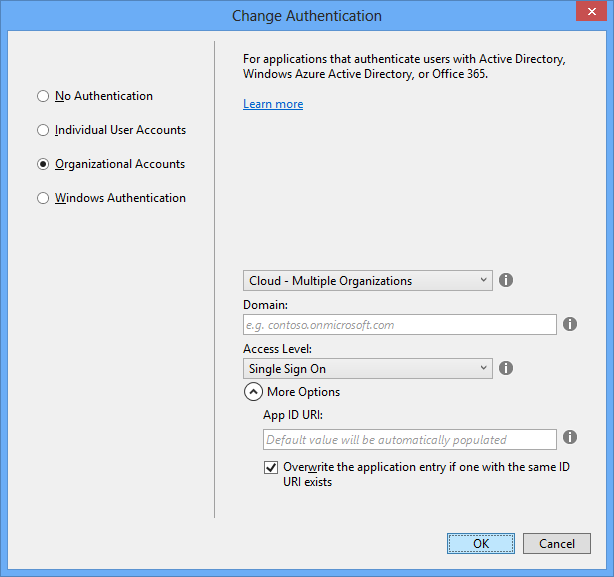 Change Authentication
No Authentication
Individual User Accounts
Organizational Accounts
Windows Authentication
For applications that authenticate users with Active Directory,
Windows Azure Active Directory, or Office 365.
Learn more
Cloud - Multiple Organizations
Domain:
e.g. contoso.onmicrosoft.com
Access Level:
Single Sign On
More Options
App ID URI:
Default value will be automatically populated
Overwrite the application entry if one with the same ID
URI exists
OK
Cancel